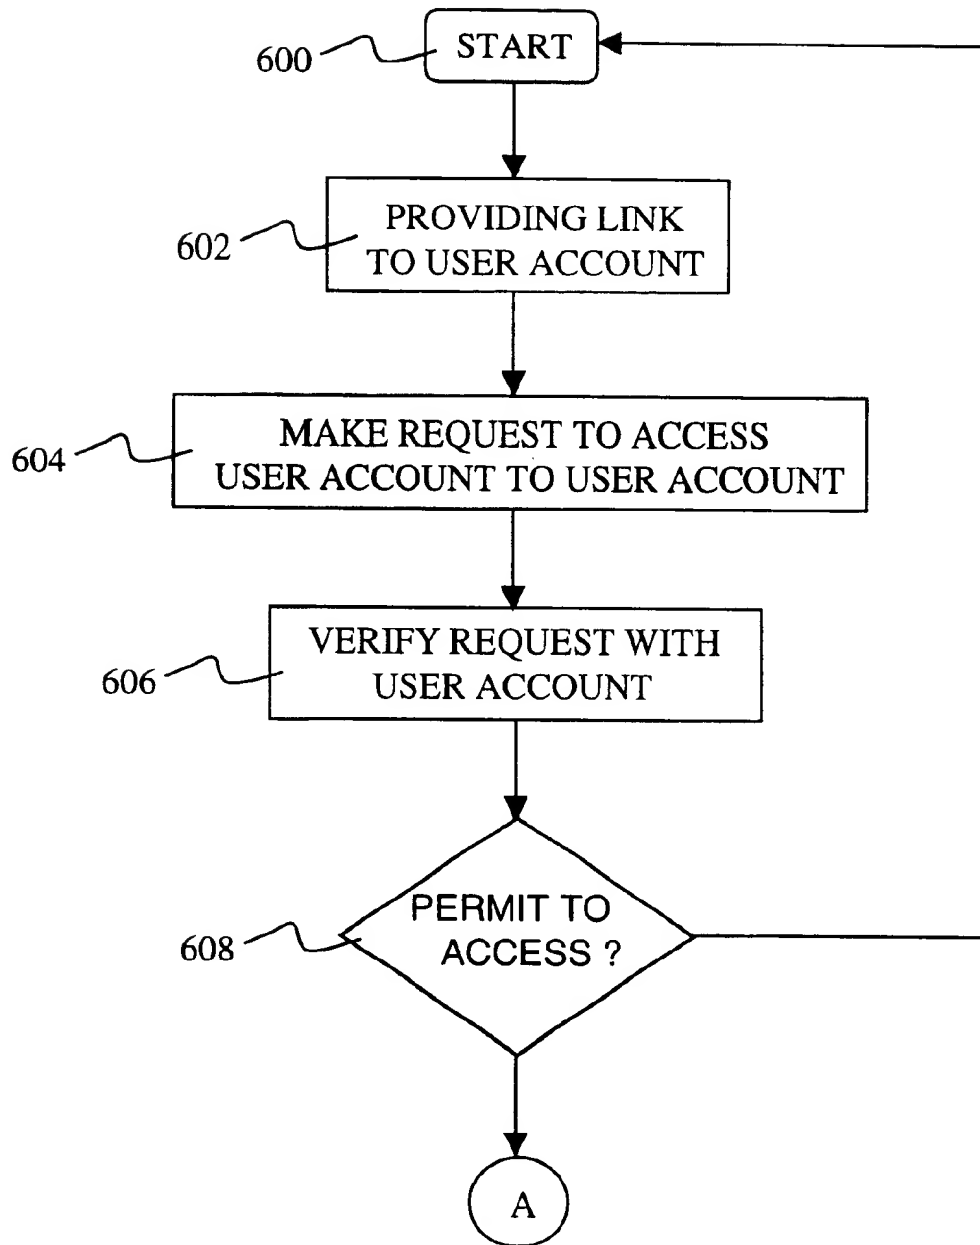 600
START
602
PROVIDING LINK
TO USER ACCOUNT
604
MAKE REQUEST TO ACCESS
USER ACCOUNT TO USER ACCOUNT
606
VERIFY REQUEST WITH
USER ACCOUNT
608
PERMIT TO
ACCESS ?
A